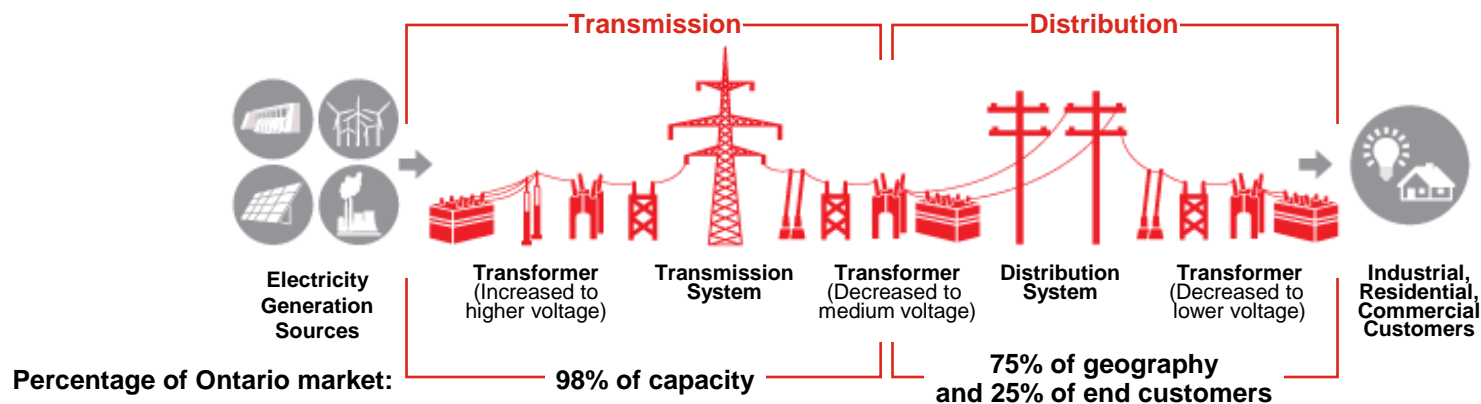 Transmission
Distribution
Electricity
Generation
Sources
Transformer
(Increased to
higher voltage)
Transmission
System
Transformer
(Decreased to
medium voltage)
Distribution
System
Transformer
(Decreased to
lower voltage)
Industrial,
Residential,
Commercial
Customers
Percentage of Ontario market:
98% of capacity
75% of geography
and 25% of end customers